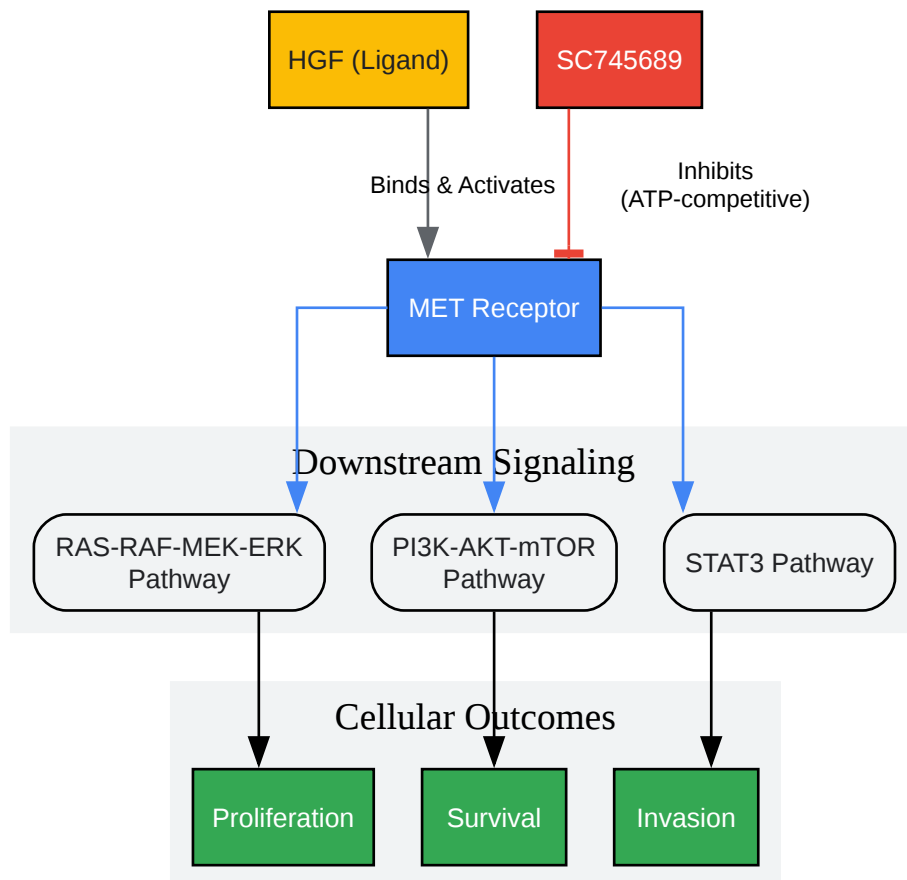 HGF (Ligand)
SC745689
Binds & Activates
Inhibits
(ATP-competitive)
MET Receptor
Downstream Signaling
RAS-RAF-MEK-ERK
Pathway
PI3K-AKT-mTOR
Pathway
STAT3 Pathway
Cellular Outcomes
Proliferation
Survival
Invasion